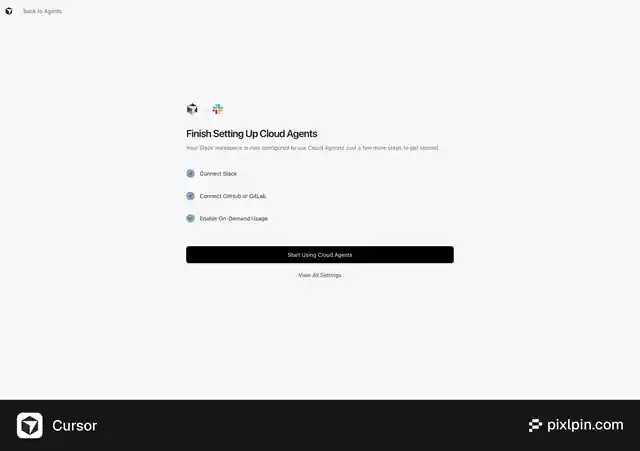 Back to Agents
Finish Setting Up Cloud Agents
Your Slack workspace is now configured to use Cloud Agents! Just a few more steps to get started.
Connect Slack
Connect GitHub or GitLab
Enable On-Demand Usage
Start Using Cloud Agents
View All Settings
Cursor
pixlpin.com